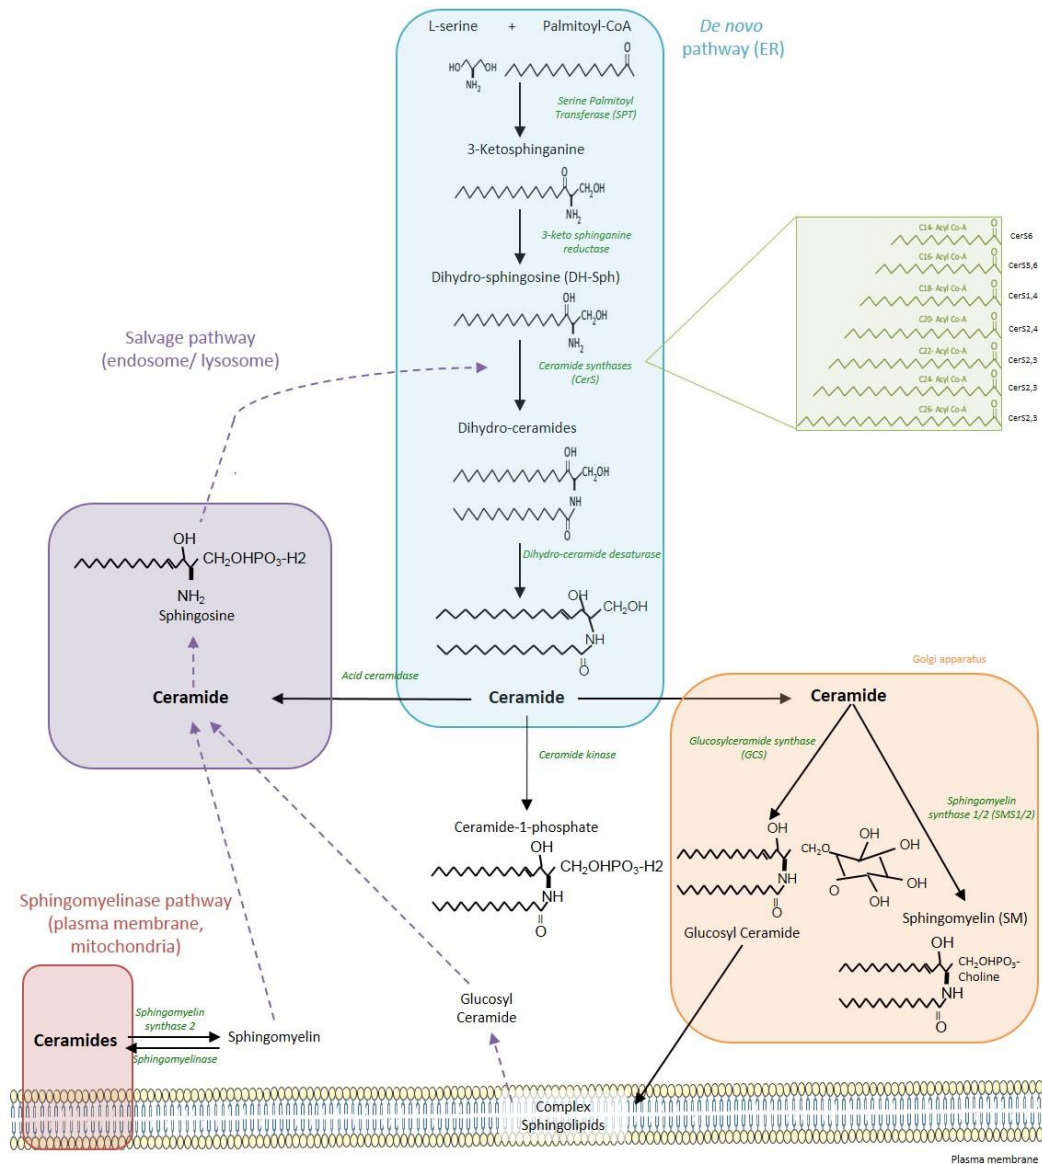 L-serine + Palmitoyl-CoA
De novo
pathway (ER)
O
HO OH
NH2
Serine Palmitoyl
Transferase (SPT)
3-Ketosphinganine
O
CH2OH
NH2
3-keto sphinganine
reductase
Dihydro-sphingosine (DH-Sph)
OH
CH2OH
NH2
Ceramide synthases
(CerS)
C14- Acyl Co-A O CerS6
C16- Acyl Co-A O CerS5,6
C18- Acyl Co-A O CerS1,4
C20- Acyl Co-A O CerS2,4
C22- Acyl Co-A O CerS2,3
C24- Acyl Co-A O CerS2,3
C26- Acyl Co-A O CerS2,3
Salvage pathway
(endosome/ lysosome)
Dihydro-ceramides
OH
CH2OH
NH
O
Dihydro-ceramide desaturase
OH
CH2OH
NH
O
OH
CH2OHPO3-H2
NH2
Sphingosine
Acid ceramidase
Ceramide
Ceramide
Golgi apparatus
Ceramide
Ceramide kinase
Glucosylceramide synthase
(GCS)
Sphingomyelin
synthase 1/2 (SMS1/2)
Ceramide-1-phosphate
OH
CH2OHPO3-H2
NH
O
OH
CH2O
OH
OH
NH
O
OH
OH
O
Glucosyl Ceramide
Sphingomyelin (SM)
OH
CH2OHPO3-
Choline
NH
O
Sphingomyelinase pathway
(plasma membrane,
mitochondria)
Ceramides
Sphingomyelin
synthase 2
Sphingomyelinase
Sphingomyelin
Glucosyl
Ceramide
Complex
Sphingolipids
Plasma membrane